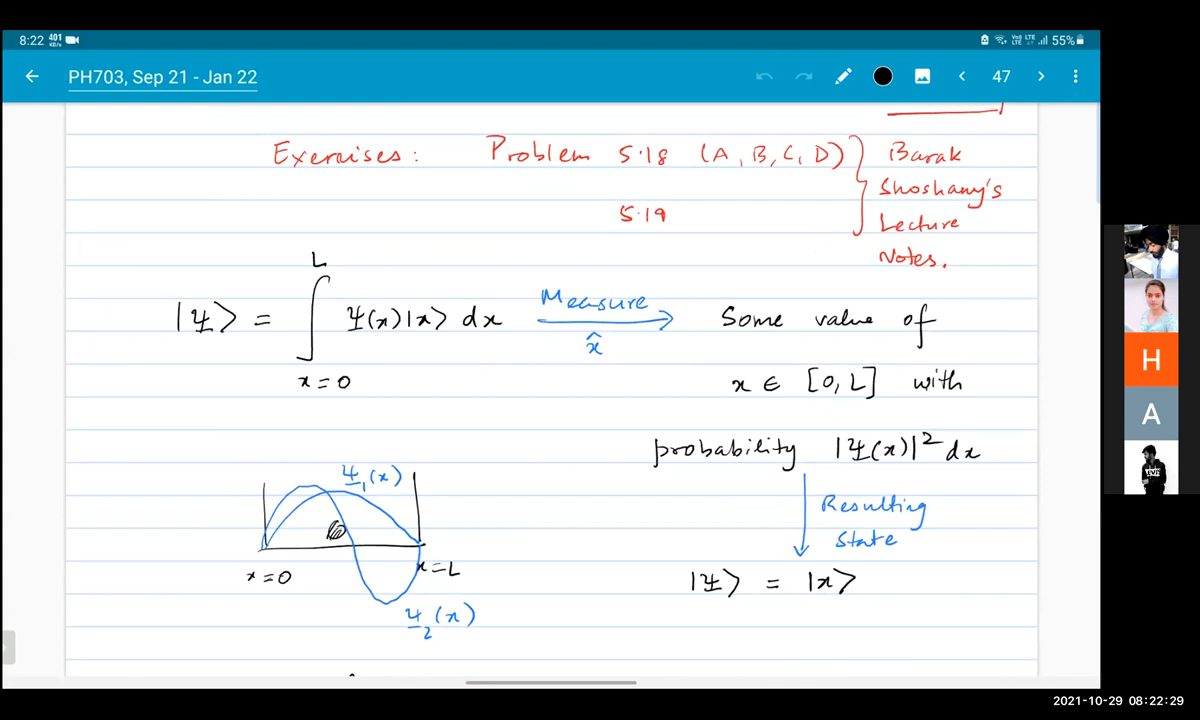 8:22 401 KB/s 55%
PH703, Sep 21 - Jan 22 47
Exercises: Problem 5.18 (A, B, C, D) Barak
Shoshany's
5.19 Lecture
Notes.
|Ψ⟩ = ∫ Ψ(x)|x⟩ dx Measure x̂ Some value of
L
x=0
x ∈ [0, L] with
probability |Ψ(x)|² dx
Ψ₁(x)
Resulting
State
x=0 x=L
|Ψ⟩ = |x⟩
Ψ₂(x)
H
A
2021-10-29 08:22:29